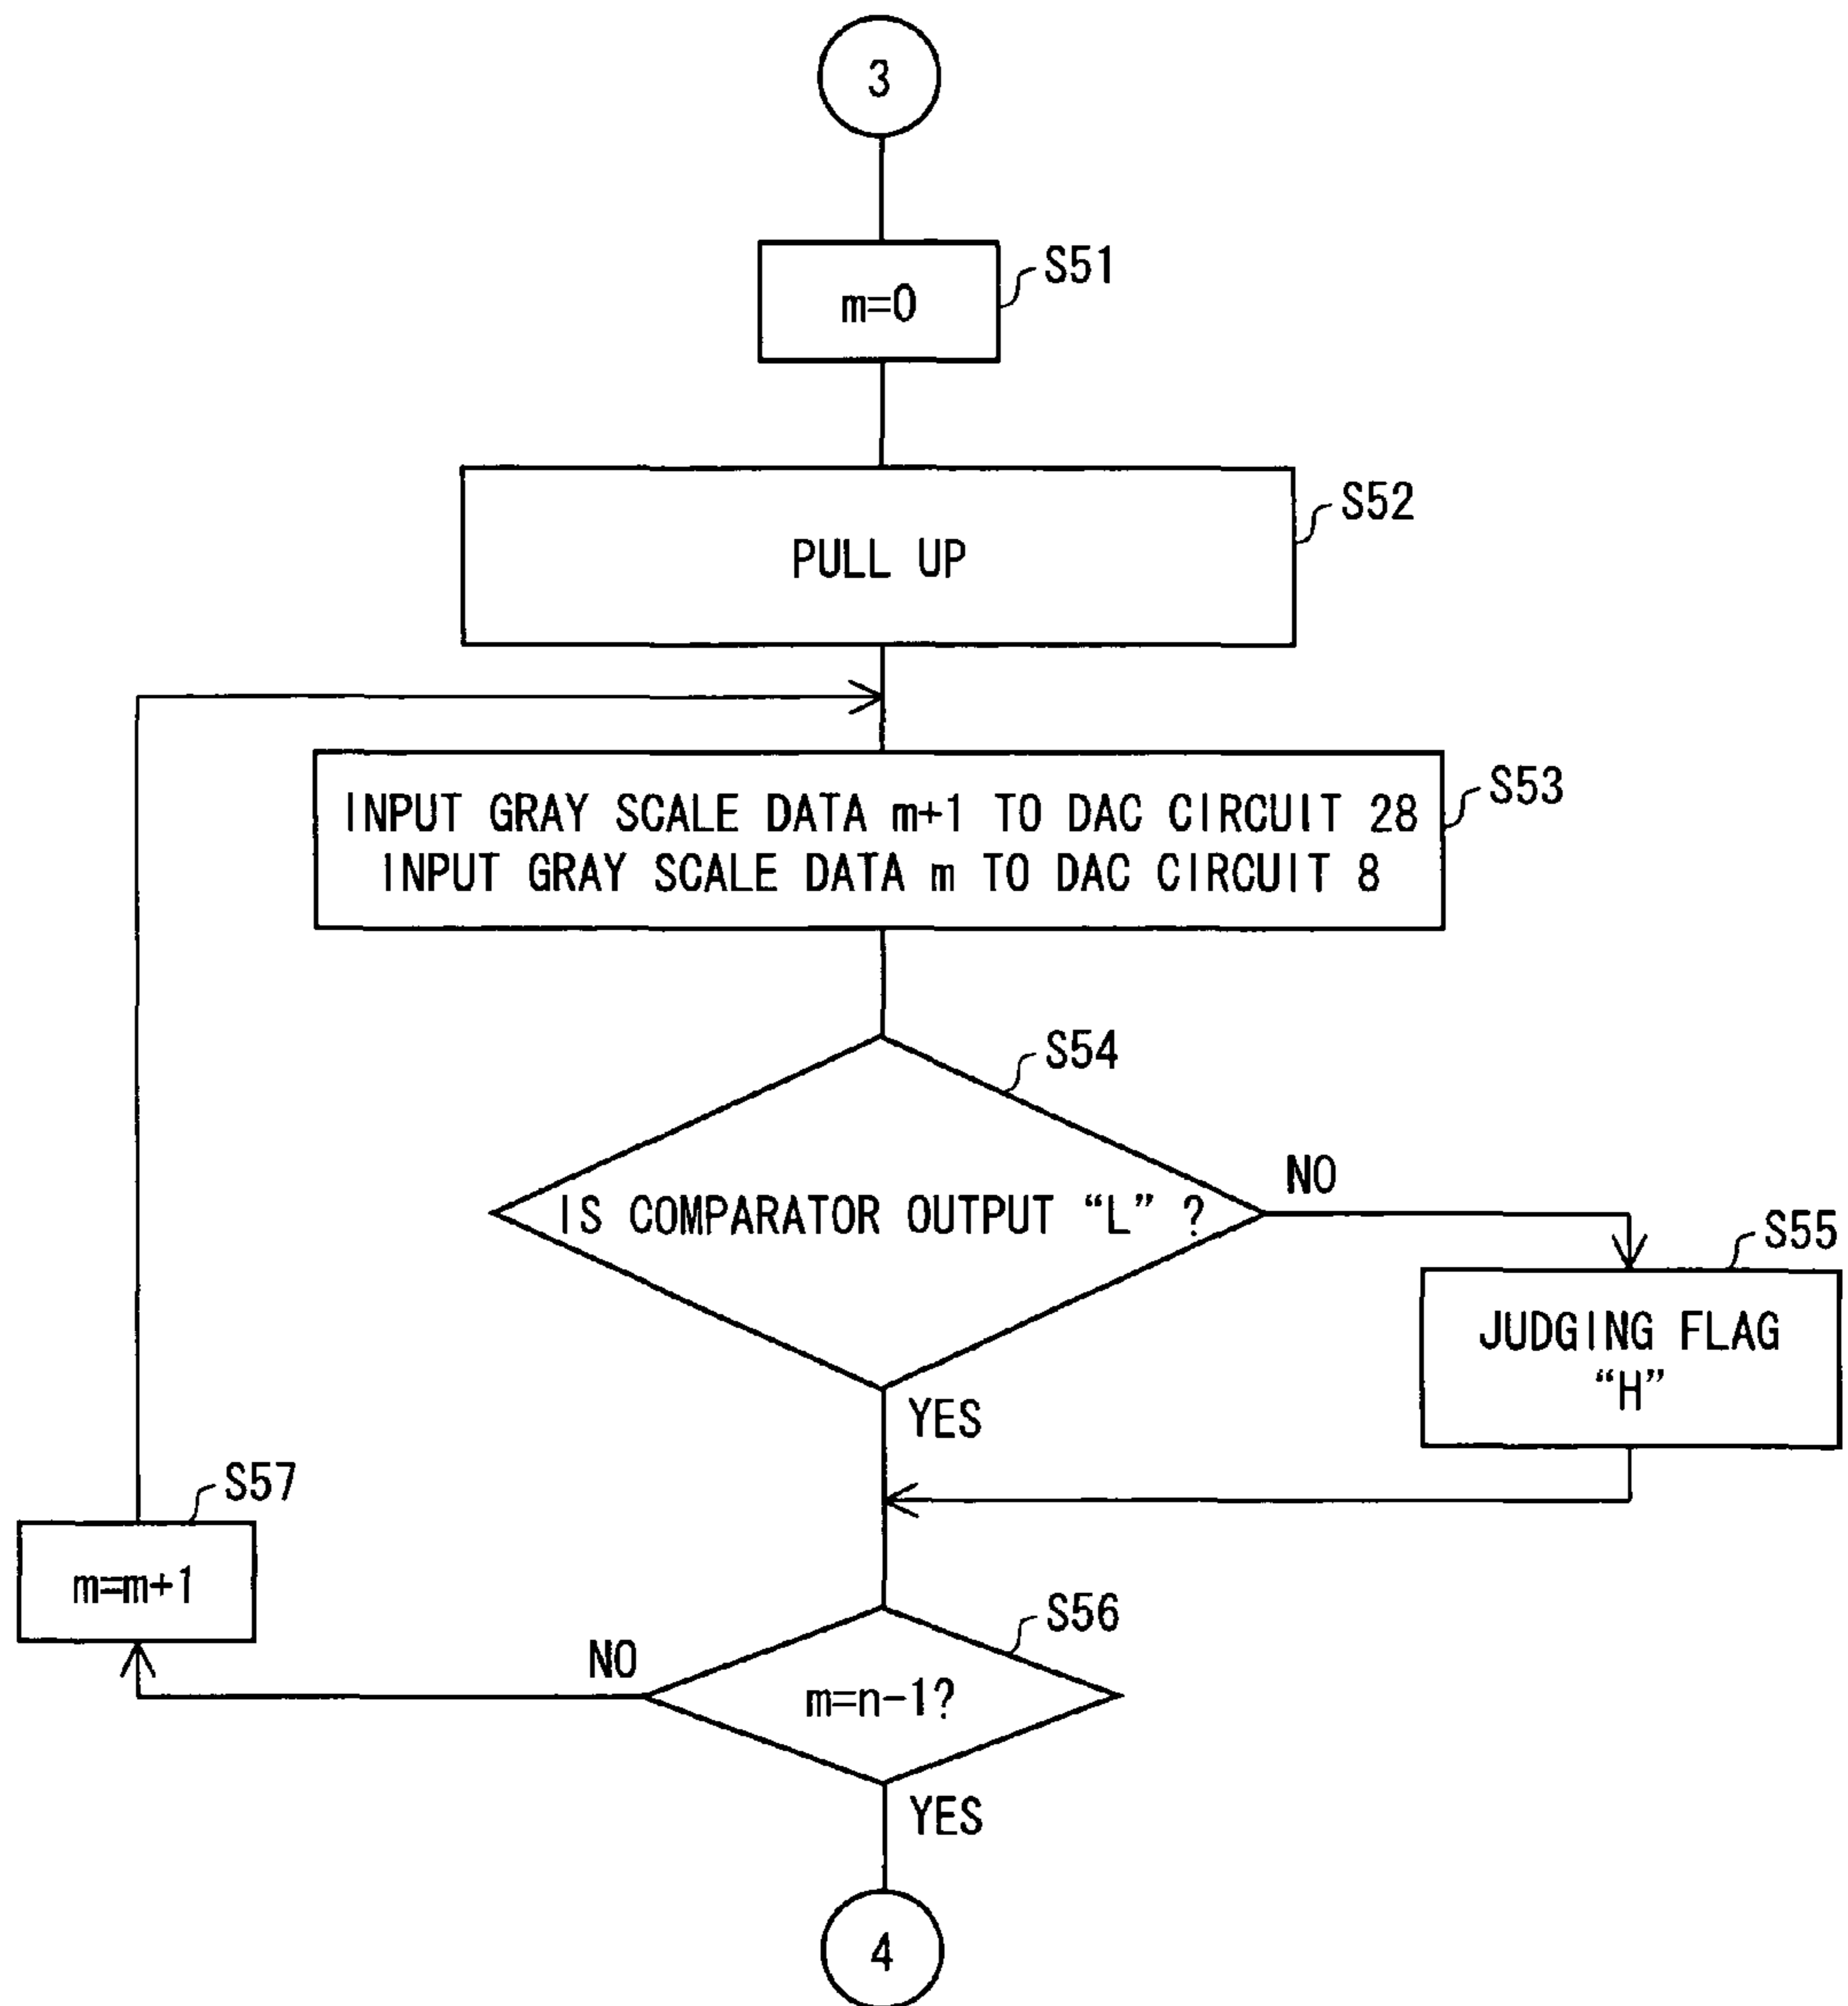 3
S51
m=0
S52
PULL UP
S53
INPUT GRAY SCALE DATA m+1 TO DAC CIRCUIT 28
INPUT GRAY SCALE DATA m TO DAC CIRCUIT 8
S54
IS COMPARATOR OUTPUT “L” ?
NO
S55
JUDGING FLAG
“H”
YES
S57
m=m+1
S56
NO
m=n-1?
YES
4